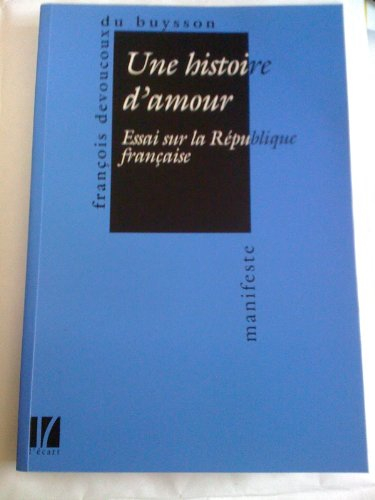 françois devoucoux du buysson
Une histoire
d'amour
Essai sur la République
française
manifeste
l'écart